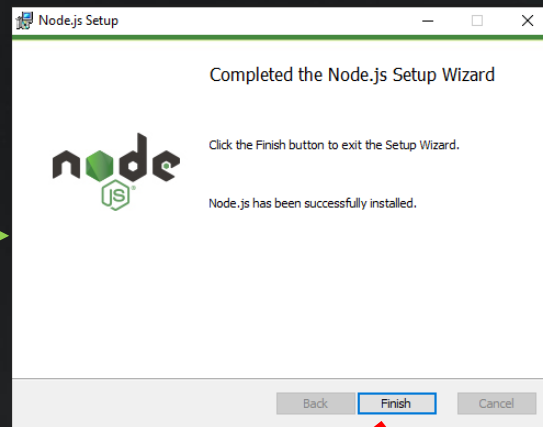 Node.js Setup
Completed the Node.js Setup Wizard
Click the Finish button to exit the Setup Wizard.
node
JS
Node.js has been successfully installed.
Back Finish Cancel